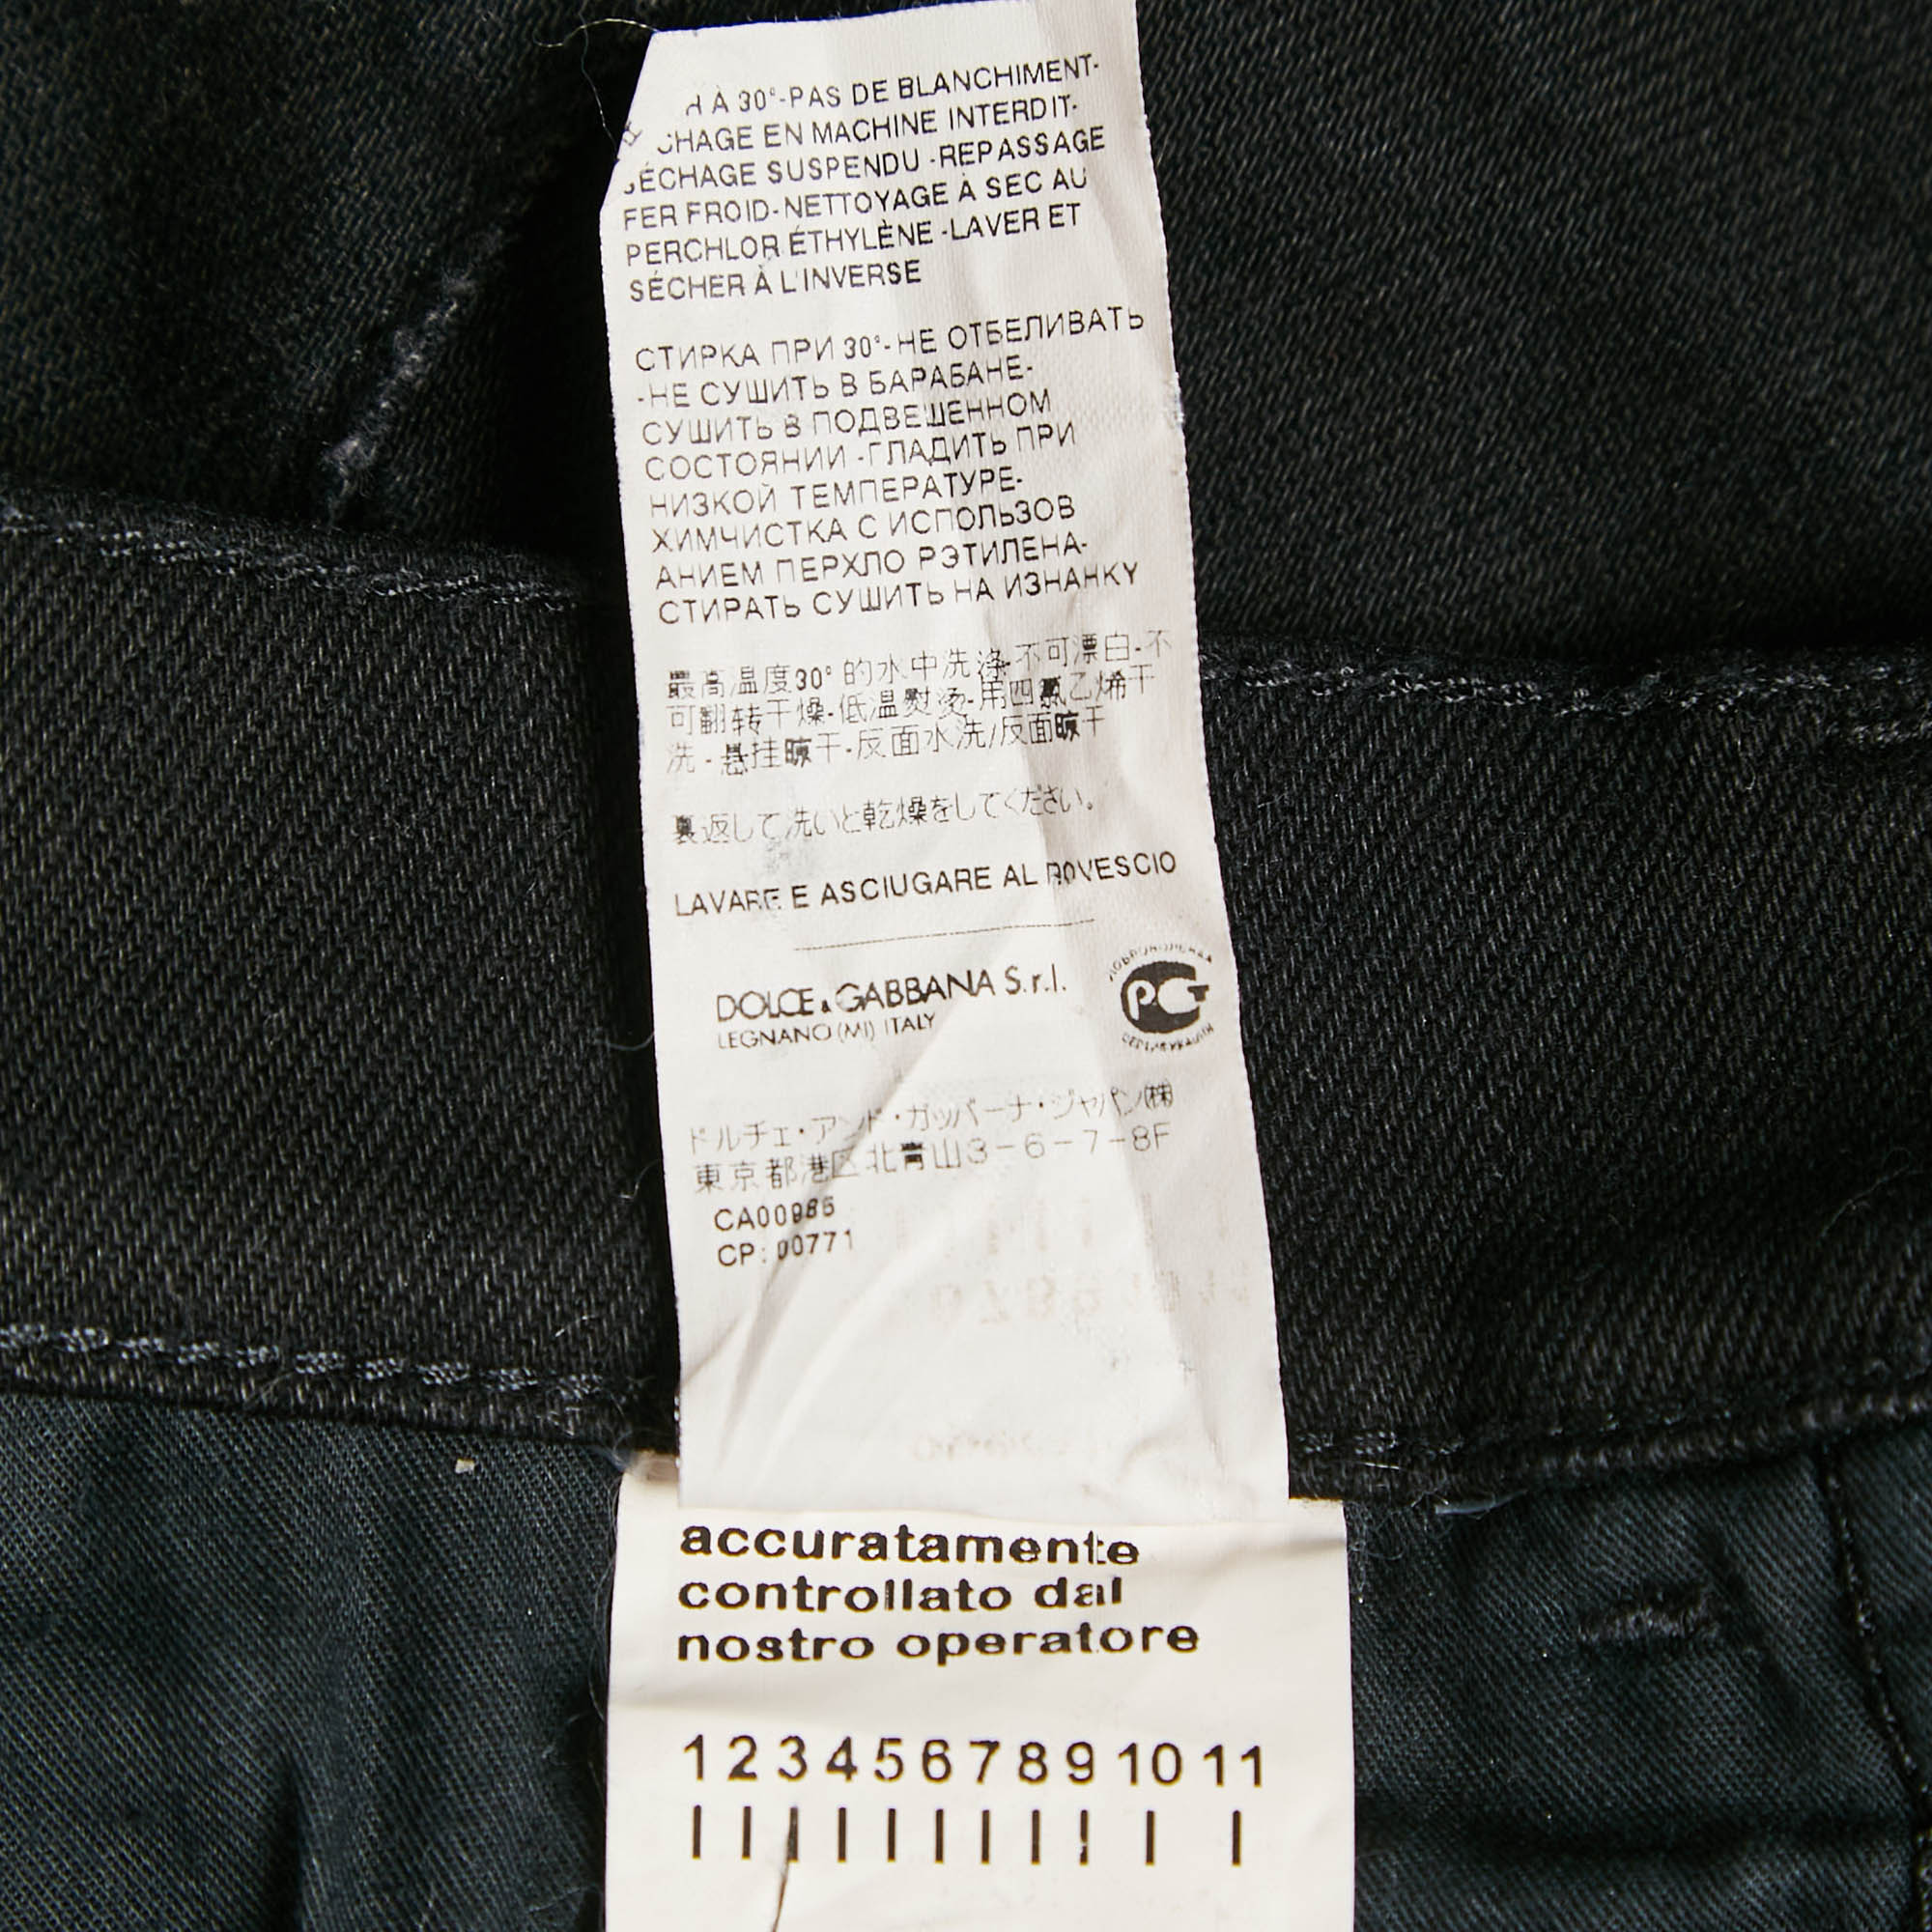 À 30°-PAS DE BLANCHIMENT-
EN MACHINE INTERDIT-
SÉCHAGE SUSPENDU -REPASSAGE
FER FROID-NETTOYAGE À SEC AU
PERCHLOR ÉTHYLÈNE -LAVER ET
SÉCHER À L'INVERSE
СТИРКА ПРИ 30°- НЕ ОТБЕЛИВАТЬ
-НЕ СУШИТЬ В БАРАБАНЕ-
СУШИТЬ В ПОДВЕШЕННОМ
СОСТОЯНИИ -ГЛАДИТЬ ПРИ
НИЗКОЙ ТЕМПЕРАТУРЕ-
ХИМЧИСТКА С ИСПОЛЬЗОВ
АНИЕМ ПЕРХЛО РЭТИЛЕНА-
СТИРАТЬ СУШИТЬ НА ИЗНАНКУ
最高温度30° 的水中洗涤-不可漂白-不
可翻转干燥-低温熨烫-用四氯乙烯干
洗-悬挂晾干-反面水洗/反面晾干
裏返して洗いと乾燥をしてください。
LAVARE E ASCIUGARE AL ROVESCIO
DOLCE & GABBANA S.r.l.
LEGNANO (MI) ITALY
РСТ
ドルチェ・アンド・ガッバーナ・ジャパン㈱
東京都港区北青山3-6-7-8F
CA00986
CP: 00771
accuratamente
controllato dal
nostro operatore
1 2 3 4 5 6 7 8 9 10 11